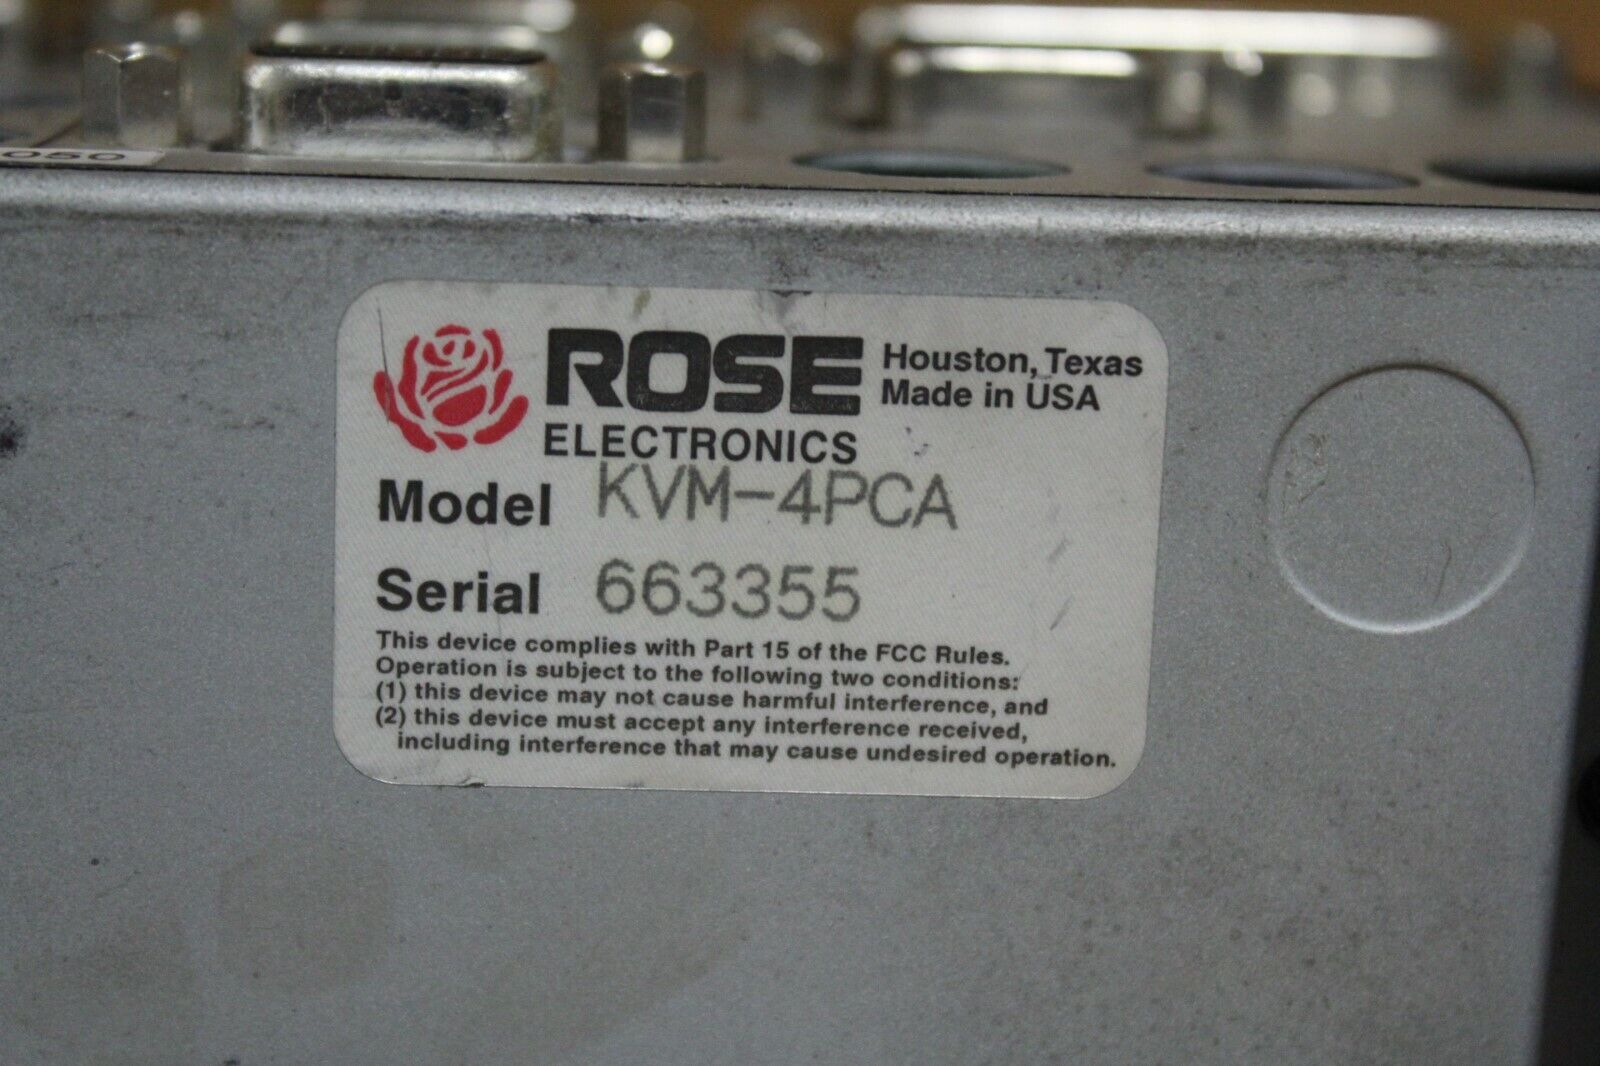 050
ROSE
ELECTRONICS
Houston, Texas
Made in USA
Model KVM-4PCA
Serial 663355
This device complies with Part 15 of the FCC Rules.
Operation is subject to the following two conditions:
(1) this device may not cause harmful interference, and
(2) this device must accept any interference received,
including interference that may cause undesired operation.